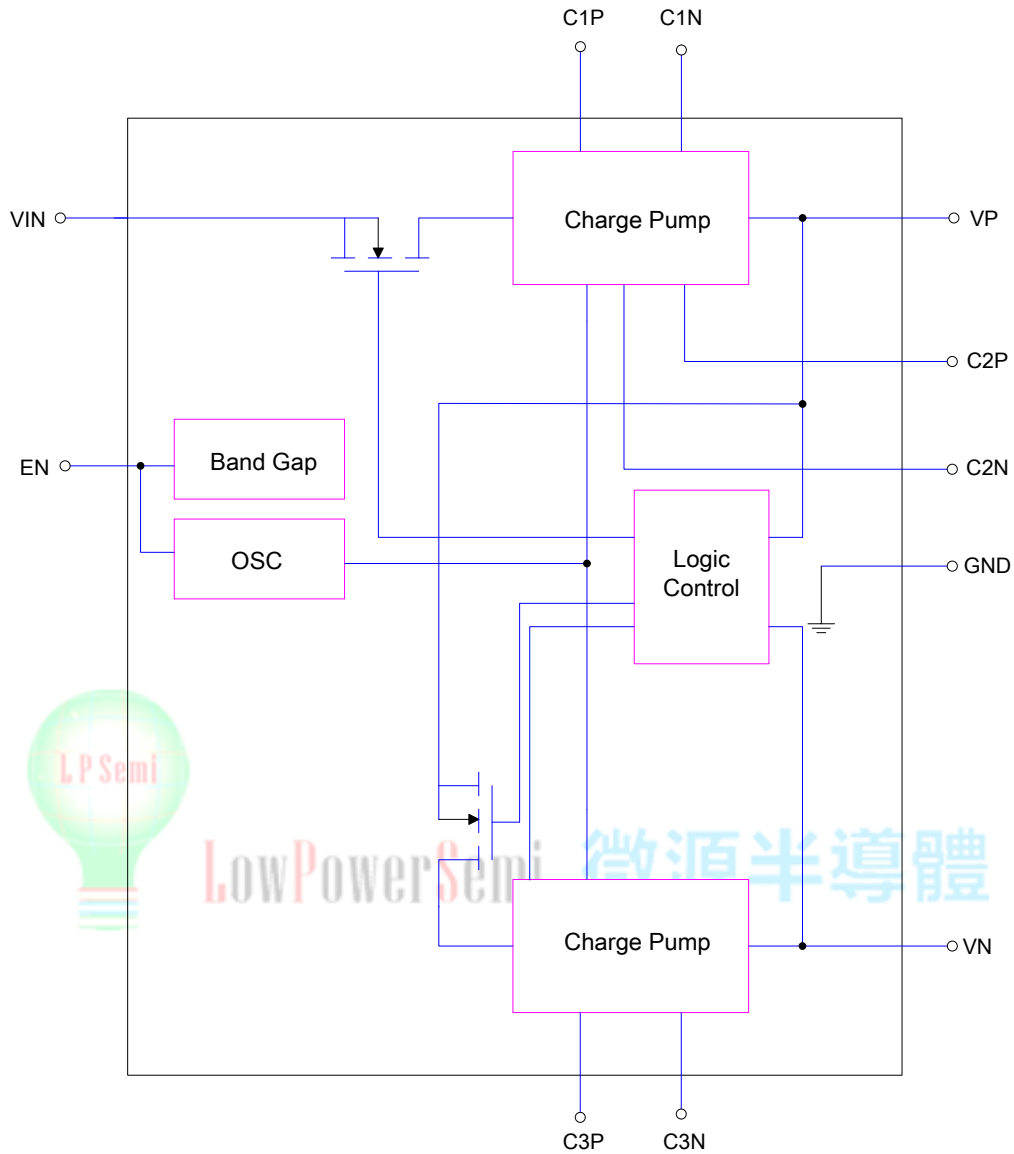 C1P
C1N
VIN
Charge Pump
VP
C2P
EN
Band Gap
C2N
OSC
Logic
Control
GND
L P Semi
LowPowerSemi 微源半導體
Charge Pump
VN
C3P
C3N